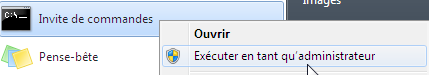 C:\
Images
Invite de commandes
Ouvrir
Pense-bête
Exécuter en tant qu'administrateur